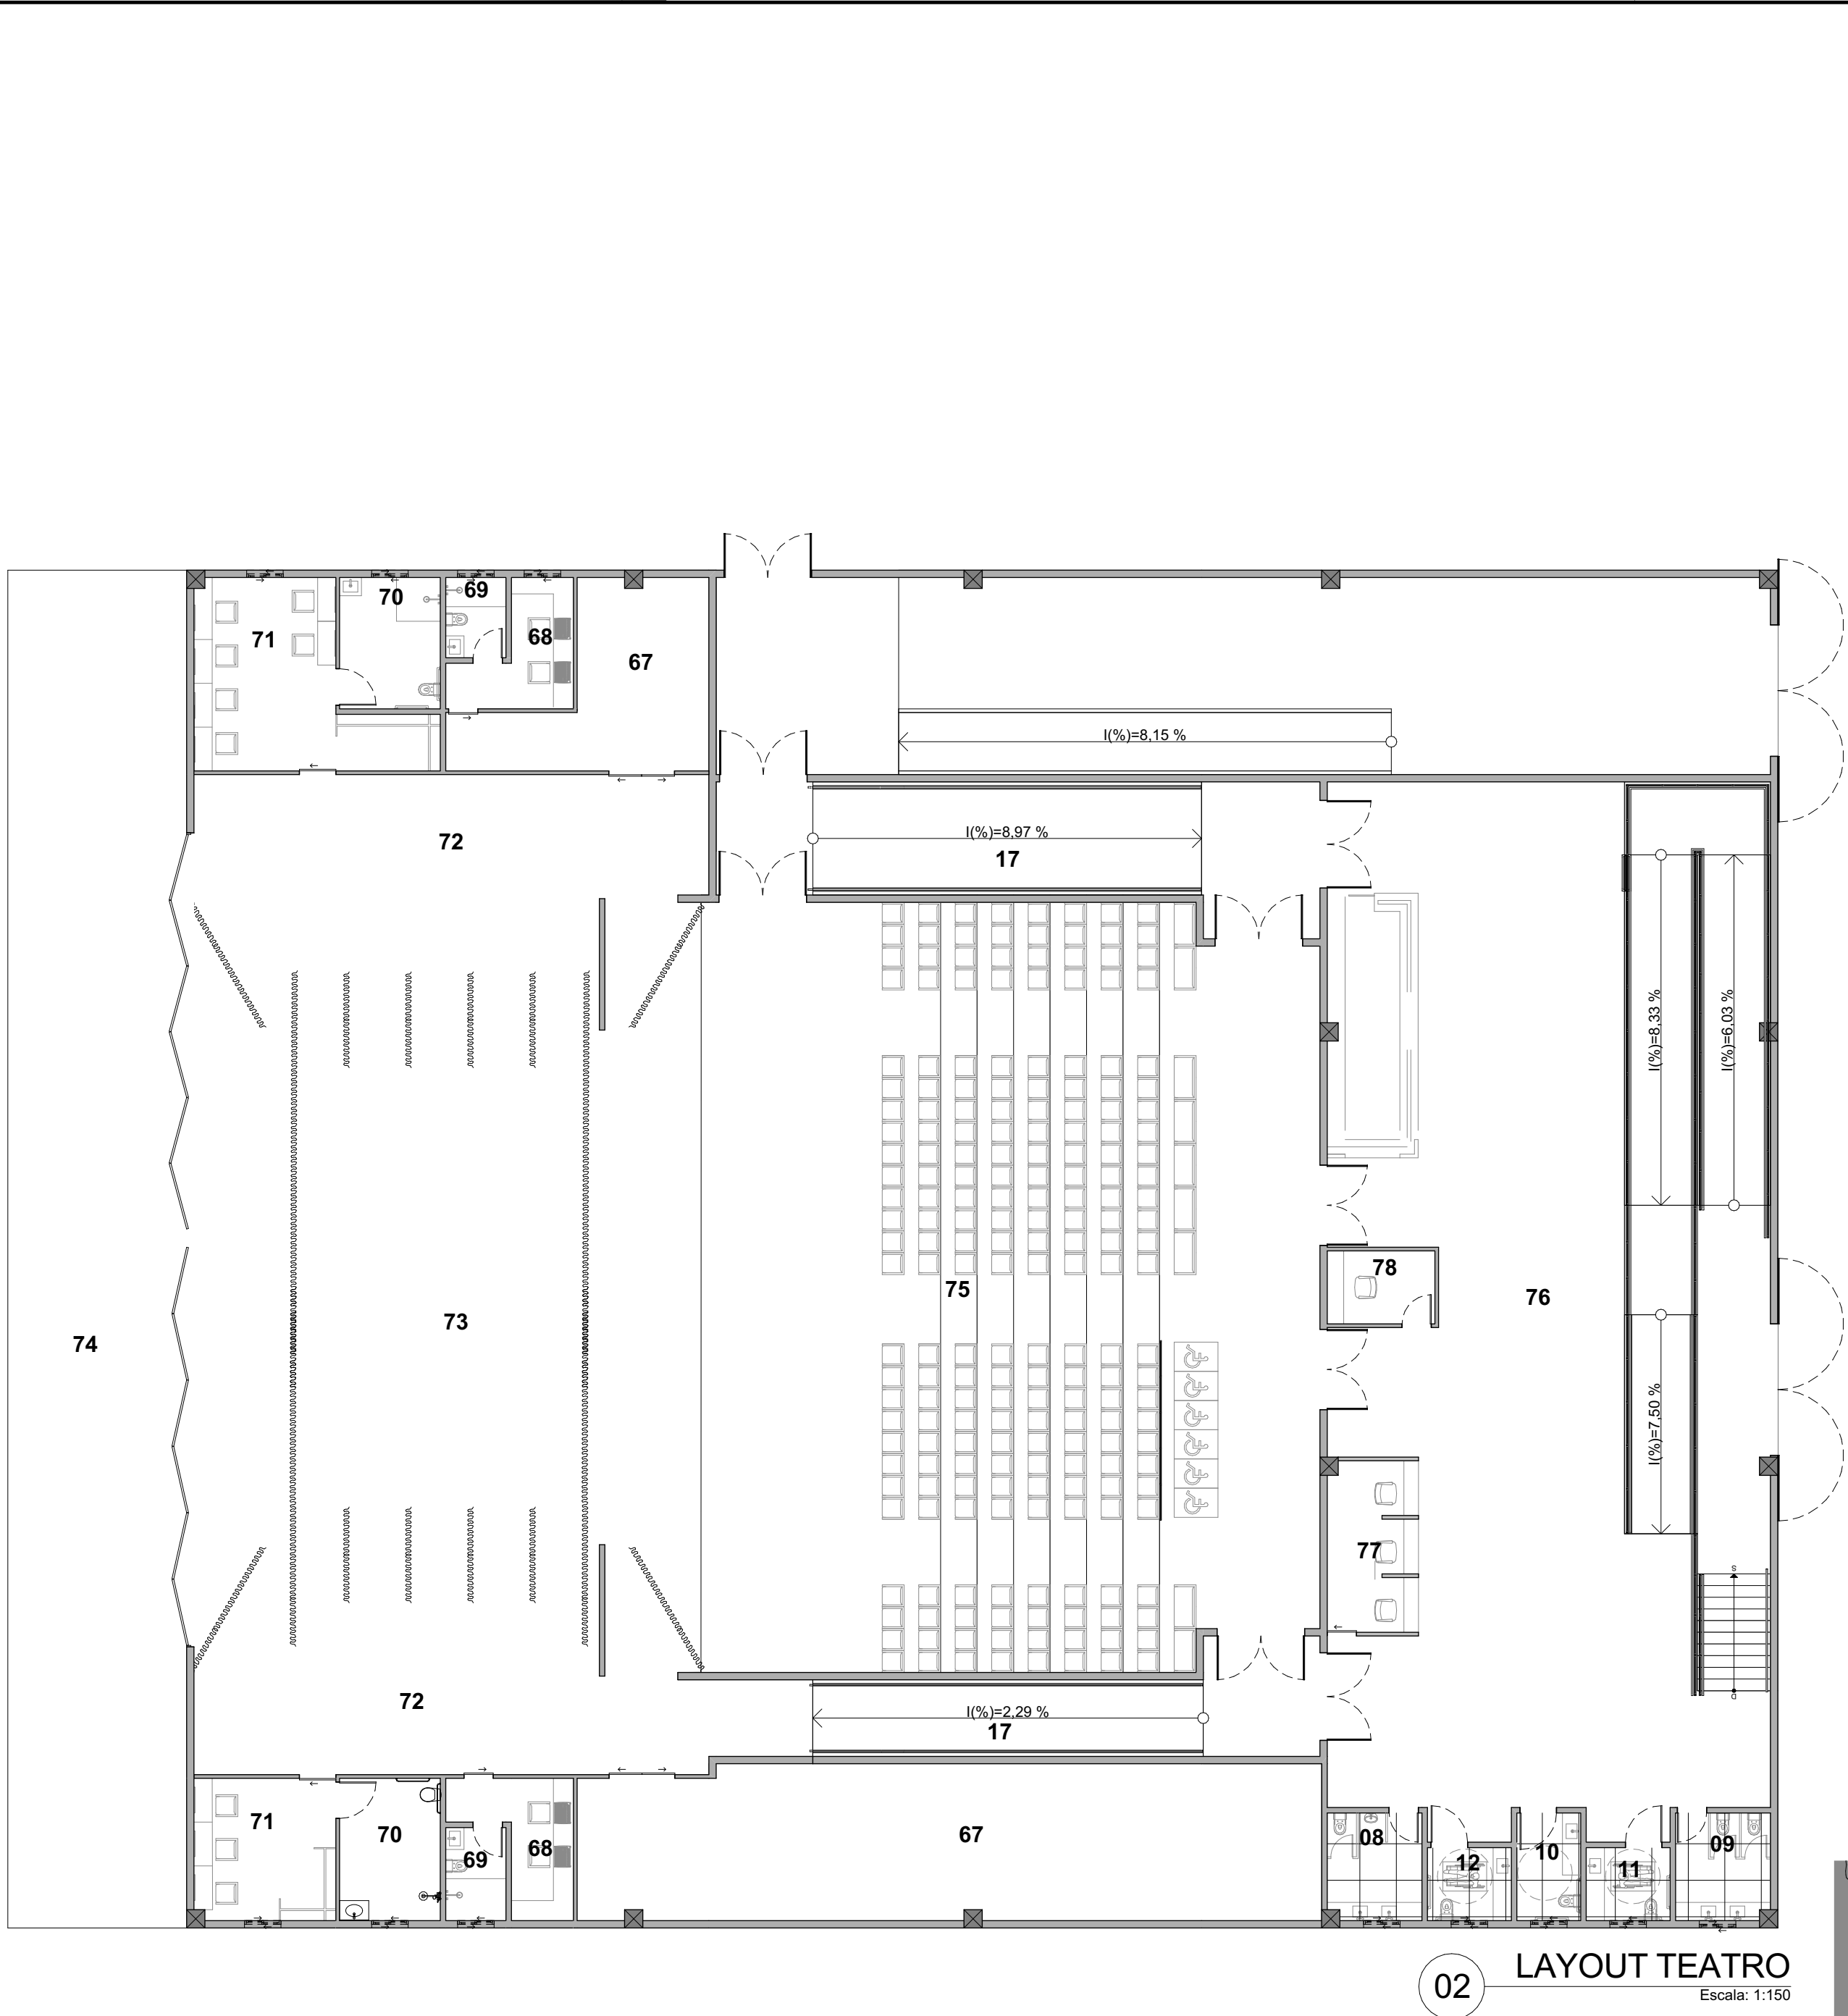 69
70
68
71
67
I(%)=8,15 %
I(%)=8,97 %
72
17
I(%)=8,33 %
I(%)=6,03 %
78
75
76
73
74
I(%)=7,50 %
77
S
D
72
I(%)=2,29 %
17
71
70
69
68
67
08
12
10
11
09
02
LAYOUT TEATRO
Escala: 1:150